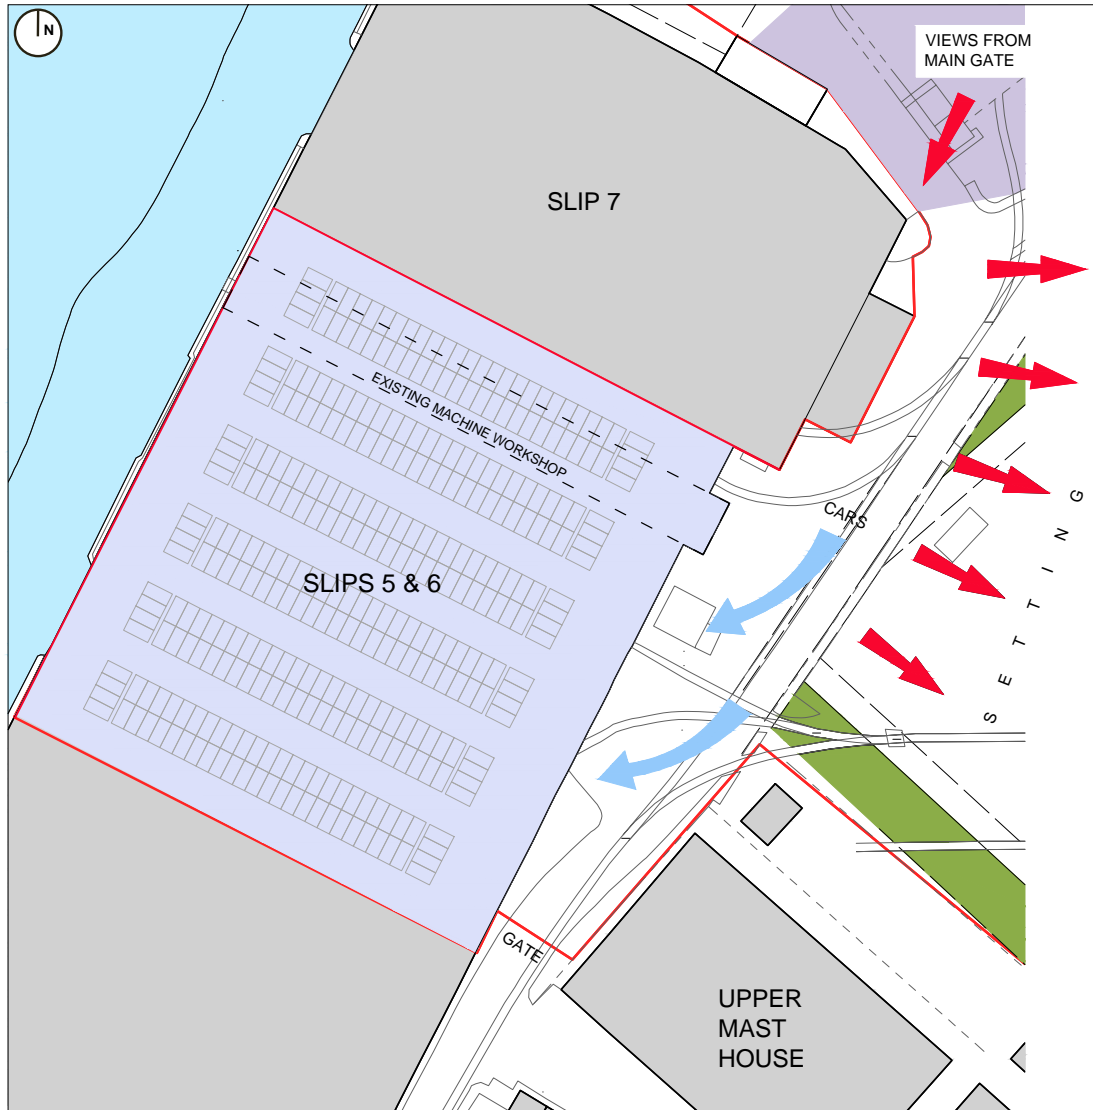 N
VIEWS FROM
MAIN GATE
SLIP 7
EXISTING MACHINE WORKSHOP
CARS
SETTING
SLIPS 5 & 6
GATE
UPPER
MAST
HOUSE